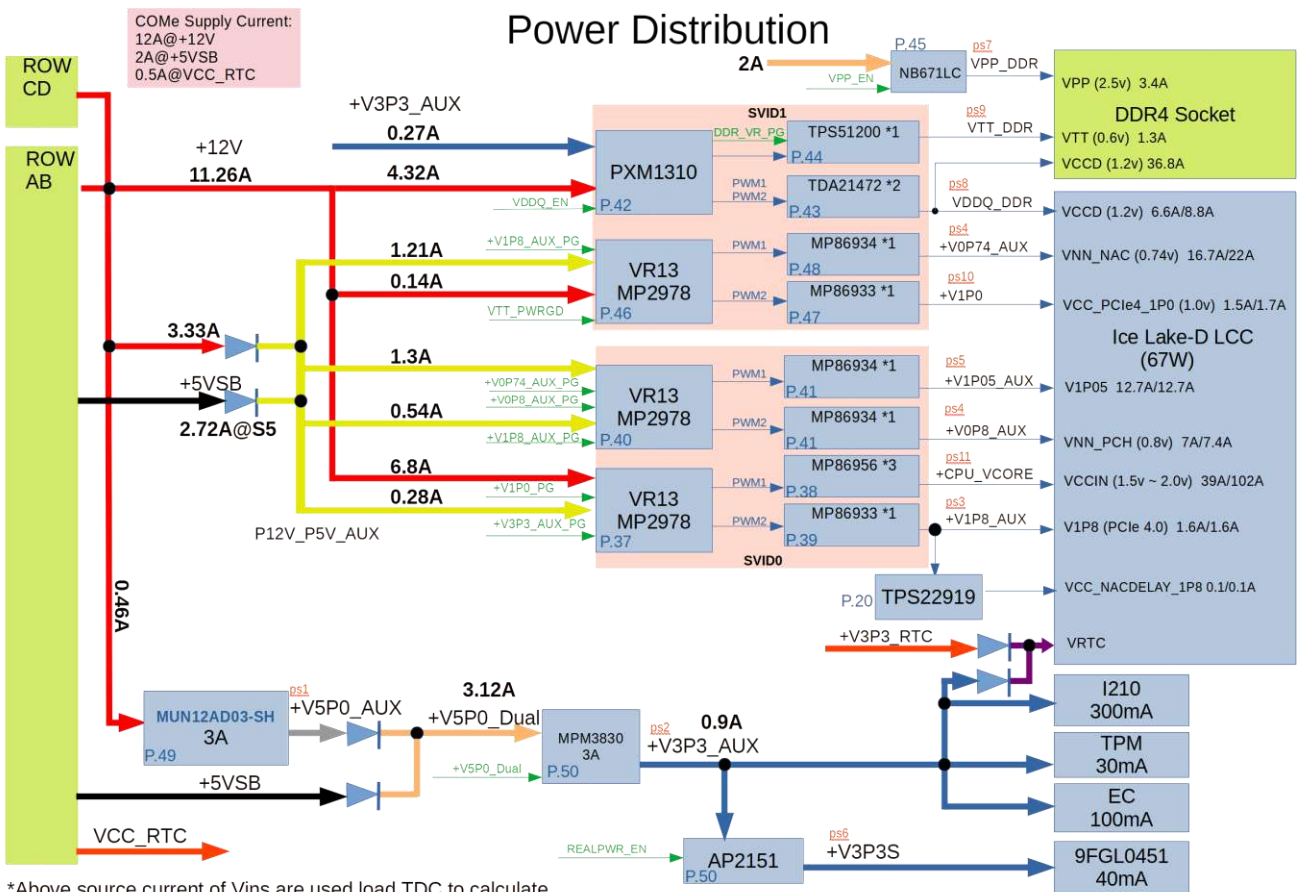 Power Distribution
COMe Supply Current:
12A@+12V
2A@+5VSB
0.5A@VCC_RTC
ROW
CD
ROW
AB
+12V
11.26A
+V3P3_AUX
0.27A
4.32A
VDDQ_EN
+V1P8_AUX_PG
1.21A
0.14A
VTT_PWRGD
3.33A
+5VSB
2.72A@S5
1.3A
+V0P74_AUX_PG
+V0P8_AUX_PG
0.54A
+V1P8_AUX_PG
6.8A
+V1P0_PG
0.28A
+V3P3_AUX_PG
P12V_P5V_AUX
0.46A
2A
VPP_EN
P.45
NB671LC
ps7
VPP_DDR
SVID1
PXM1310
P.42
DDR_VR_PG
TPS51200 *1
P.44
ps9
VTT_DDR
PWM1
PWM2
TDA21472 *2
P.43
ps8
VDDQ_DDR
VR13
MP2978
P.46
PWM1
MP86934 *1
P.48
ps4
+V0P74_AUX
PWM2
MP86933 *1
P.47
ps10
+V1P0
VR13
MP2978
P.40
PWM1
MP86934 *1
P.41
ps5
+V1P05_AUX
PWM2
MP86934 *1
P.41
ps4
+V0P8_AUX
VR13
MP2978
P.37
PWM1
MP86956 *3
P.38
ps11
+CPU_VCORE
PWM2
MP86933 *1
P.39
ps3
+V1P8_AUX
SVID0
P.20
TPS22919
VPP (2.5v) 3.4A
DDR4 Socket
VTT (0.6v) 1.3A
VCCD (1.2v) 36.8A
VCCD (1.2v) 6.6A/8.8A
VNN_NAC (0.74v) 16.7A/22A
VCC_PCIe4_1P0 (1.0v) 1.5A/1.7A
Ice Lake-D LCC
(67W)
V1P05 12.7A/12.7A
VNN_PCH (0.8v) 7A/7.4A
VCCIN (1.5v ~ 2.0v) 39A/102A
V1P8 (PCIe 4.0) 1.6A/1.6A
VCC_NACDELAY_1P8 0.1/0.1A
VRTC
+V3P3_RTC
MUN12AD03-SH
3A
P.49
ps1
+V5P0_AUX
3.12A
+V5P0_Dual
+V5P0_Dual
MPM3830
3A
P.50
0.9A
ps2
+V3P3_AUX
I210
300mA
TPM
30mA
EC
100mA
+5VSB
VCC_RTC
REALPWR_EN
AP2151
P.50
ps6
+V3P3S
9FGL0451
40mA
*Above source current of Vins are used load TDC to calculate